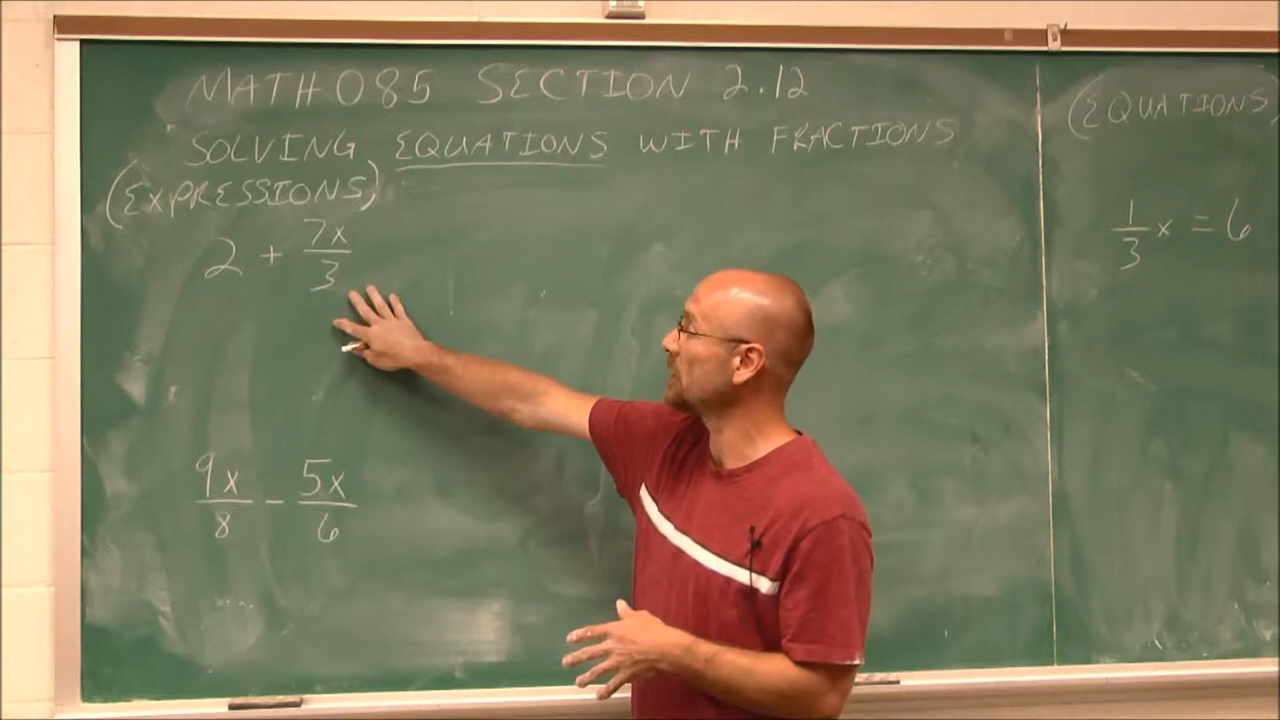 MATH 085 SECTION 2.12
SOLVING EQUATIONS WITH FRACTIONS
(EXPRESSIONS)
2 + 7x/3
9x/8 - 5x/6
(EQUATIONS)
1/3 x = 6